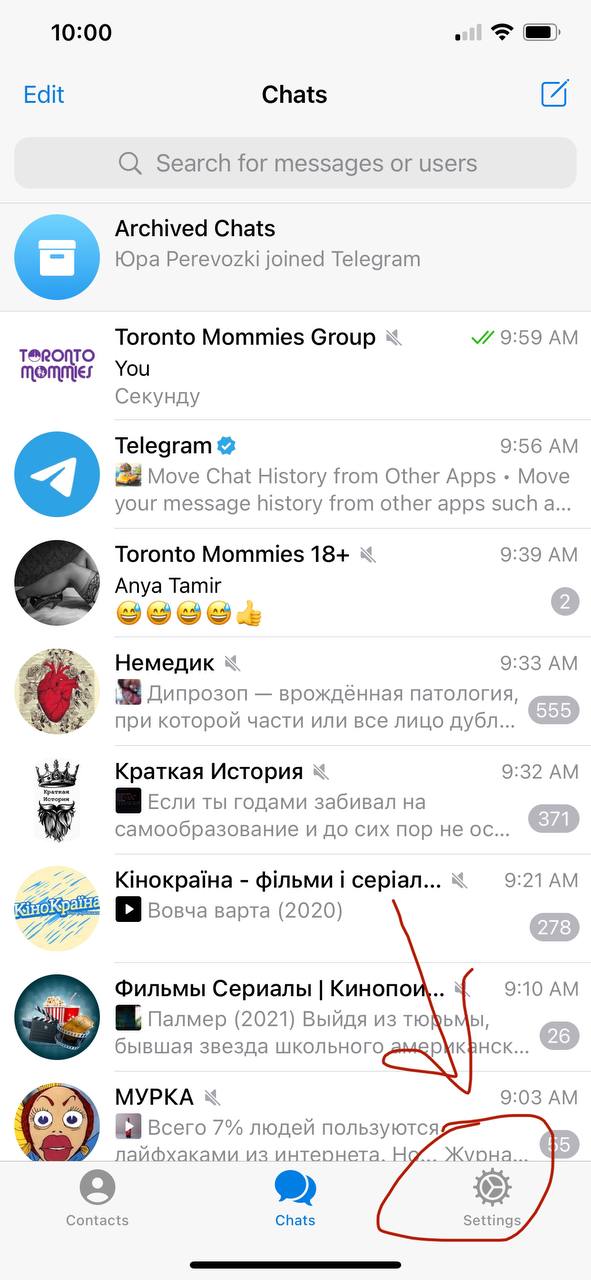 10:00
Edit
Chats
Search for messages or users
Archived Chats
Юра Perevozki joined Telegram
TORONTO
MOMMIES
Toronto Mommies Group
9:59 AM
You
Секунду
Telegram
9:56 AM
Move Chat History from Other Apps • Move
your message history from other apps such a...
Toronto Mommies 18+
9:39 AM
Anya Tamir
😅😅😅😅👍
2
Немедик
9:33 AM
Дипрозоп — врождённая патология,
при которой части или все лицо дубл...
555
Краткая
История
Краткая История
9:32 AM
Если ты годами забивал на
самообразование и до сих пор не ос...
371
КіноКраїна
Кінокраїна - фільми і серіал...
9:21 AM
Вовча варта (2020)
278
Фильмы Сериалы | Кинопои...
9:10 AM
Палмер (2021) Выйдя из тюрьмы,
бывшая звезда школьного американск...
26
МУРКА
9:03 AM
Всего 7% людей пользуются
лайфхаками из интернета. Но... Журна...
55
Contacts
Chats
Settings